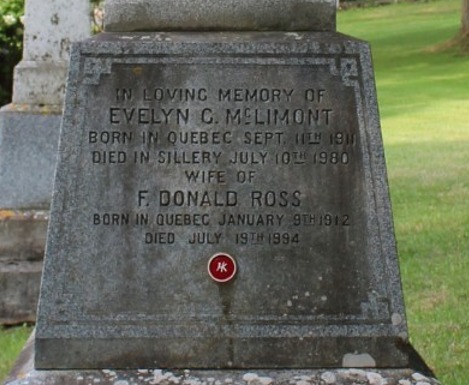 IN LOVING MEMORY OF
EVELYN G. McLIMONT
BORN IN QUEBEC SEPT. 11TH 1911
DIED IN SILLERY JULY 10TH 1980
WIFE OF
F. DONALD ROSS
BORN IN QUEBEC JANUARY 9TH 1912
DIED JULY 19TH 1994